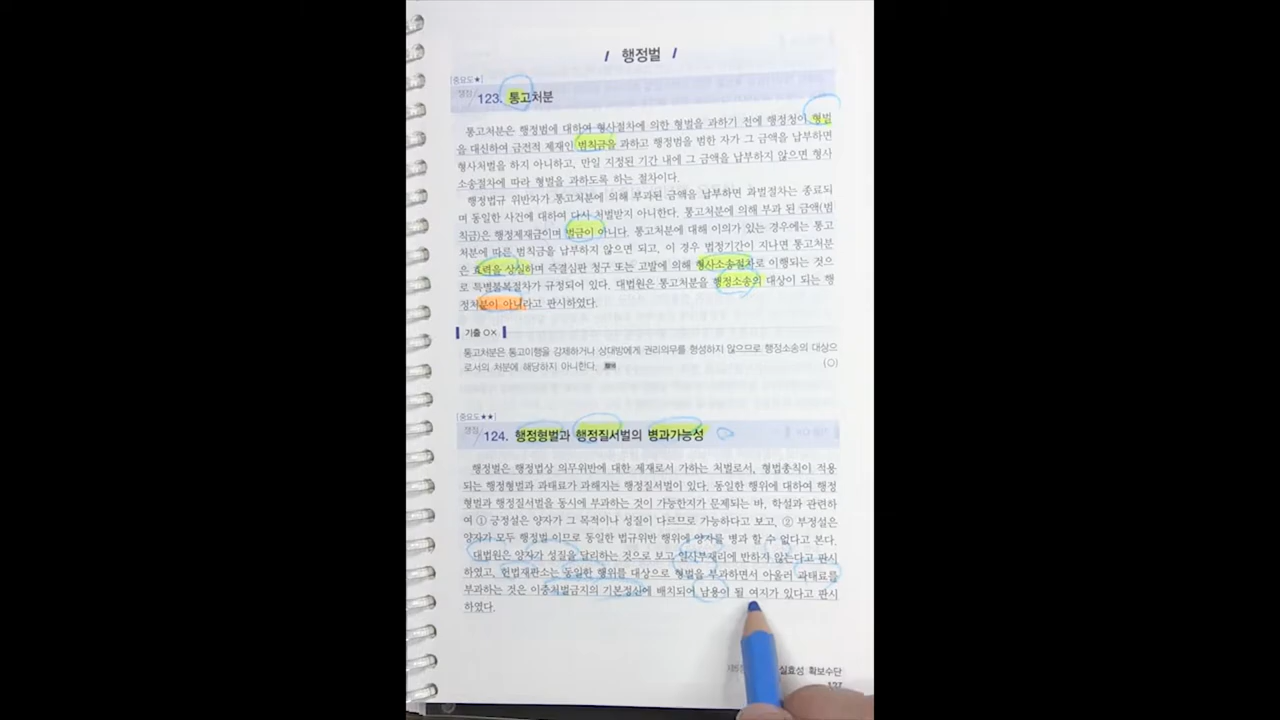 / 행정벌 /
[중요도★]
쟁점 / 123. 통고처분
통고처분은 행정범에 대하여 형사절차에 의한 형벌을 과하기 전에 행정청이 형벌
을 대신하여 금전적 제재인 범칙금을 과하고 행정범을 범한 자가 그 금액을 납부하면
형사처벌을 하지 아니하고, 만일 지정된 기간 내에 그 금액을 납부하지 않으면 형사
소송절차에 따라 형벌을 과하도록 하는 절차이다.
행정법규 위반자가 통고처분에 의해 부과된 금액을 납부하면 과벌절차는 종료되
며 동일한 사건에 대하여 다시 처벌받지 아니한다. 통고처분에 의해 부과 된 금액(범
칙금)은 행정제재금이며 벌금이 아니다. 통고처분에 대해 이의가 있는 경우에는 통고
처분에 따른 범칙금을 납부하지 않으면 되고, 이 경우 법정기간이 지나면 통고처분
은 효력을 상실하며 즉결심판 청구 또는 고발에 의해 형사소송절차로 이행되는 것으
로 특별불복절차가 규정되어 있다. 대법원은 통고처분을 행정소송의 대상이 되는 행
정처분이 아니라고 판시하였다.
기출 OX
통고처분은 통고이행을 강제하거나 상대방에게 권리의무를 형성하지 않으므로 행정소송의 대상으
로서의 처분에 해당하지 아니한다. (O)
[중요도★★]
쟁점 / 124. 행정형벌과 행정질서벌의 병과가능성
행정벌은 행정법상 의무위반에 대한 제재로서 가하는 처벌로서, 형법총칙이 적용
되는 행정형벌과 과태료가 과해지는 행정질서벌이 있다. 동일한 행위에 대하여 행정
형벌과 행정질서벌을 동시에 부과하는 것이 가능한지가 문제되는 바, 학설과 관련하
여 ① 긍정설은 양자가 그 목적이나 성질이 다르므로 가능하다고 보고, ② 부정설은
양자가 모두 행정벌 이므로 동일한 법규위반 행위에 양자를 병과 할 수 없다고 본다.
대법원은 양자가 성질을 달리하는 것으로 보고 일사부재리에 반하지 않는다고 판시
하였고, 헌법재판소는 동일한 행위를 대상으로 형벌을 부과하면서 아울러 과태료를
부과하는 것은 이중처벌금지의 기본정신에 배치되어 남용이 될 여지가 있다고 판시
하였다.
실효성 확보수단